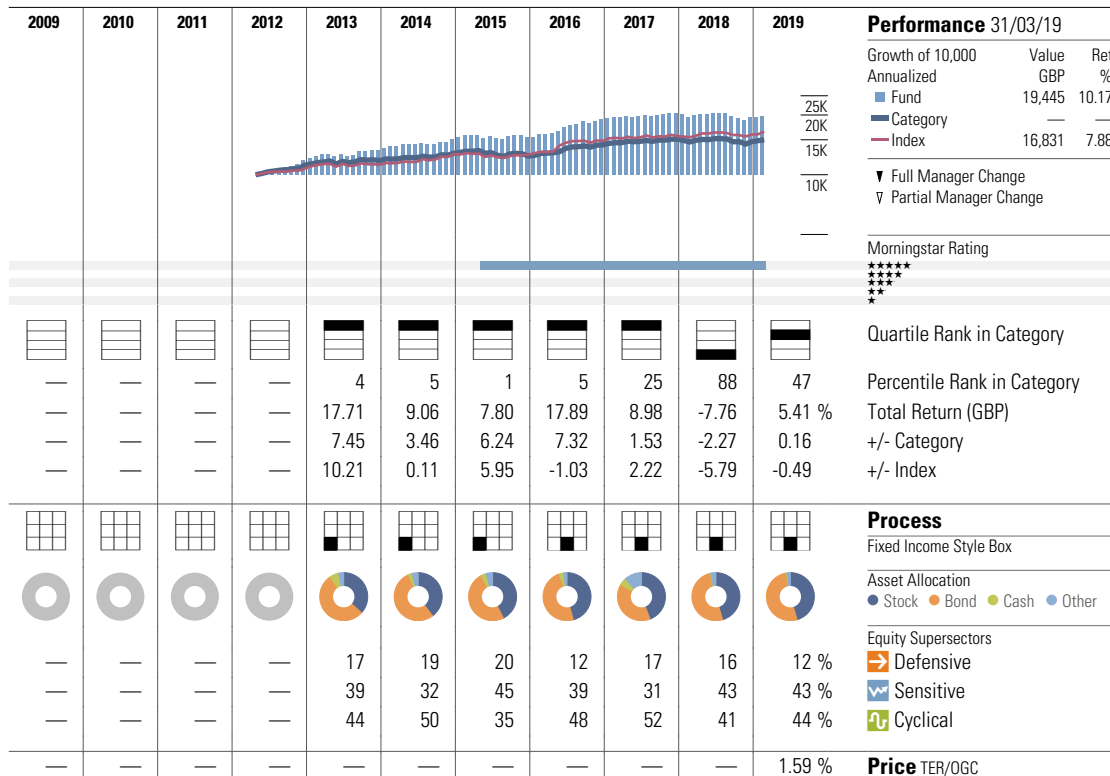 2009 2010 2011 2012 2013 2014 2015 2016 2017 2018 2019
Performance 31/03/19
Growth of 10,000 Value Ret
Annualized GBP %
Fund 19,445 10.17
Category — —
Index 16,831 7.88
25K
20K
15K
10K
Full Manager Change
Partial Manager Change
Morningstar Rating
★★★★★
★★★★
★★★
★★
★
Quartile Rank in Category
— — — — 4 5 1 5 25 88 47 Percentile Rank in Category
— — — — 17.71 9.06 7.80 17.89 8.98 -7.76 5.41 % Total Return (GBP)
— — — — 7.45 3.46 6.24 7.32 1.53 -2.27 0.16 +/- Category
— — — — 10.21 0.11 5.95 -1.03 2.22 -5.79 -0.49 +/- Index
Process
Fixed Income Style Box
Asset Allocation
Stock Bond Cash Other
Equity Supersectors
— — — — 17 19 20 12 17 16 12 % Defensive
— — — — 39 32 45 39 31 43 43 % Sensitive
— — — — 44 50 35 48 52 41 44 % Cyclical
— — — — — — — — — — 1.59 % Price TER/OGC